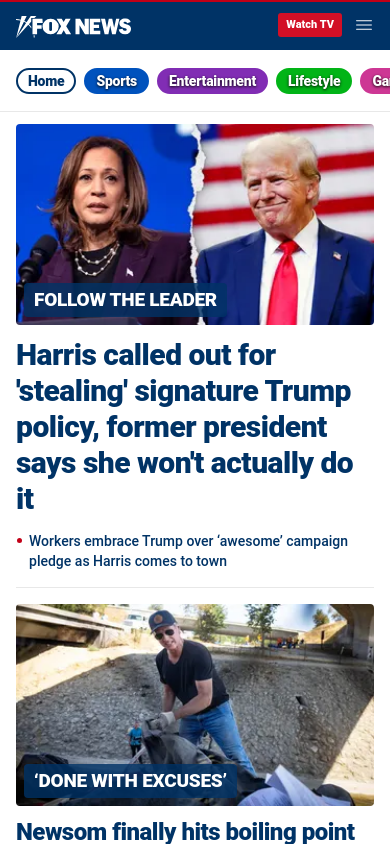 FOX NEWS
Watch TV
Home
Sports
Entertainment
Lifestyle
Ga
FOLLOW THE LEADER
Harris called out for
'stealing' signature Trump
policy, former president
says she won't actually do
it
Workers embrace Trump over ‘awesome’ campaign
pledge as Harris comes to town
‘DONE WITH EXCUSES’
Newsom finally hits boiling point